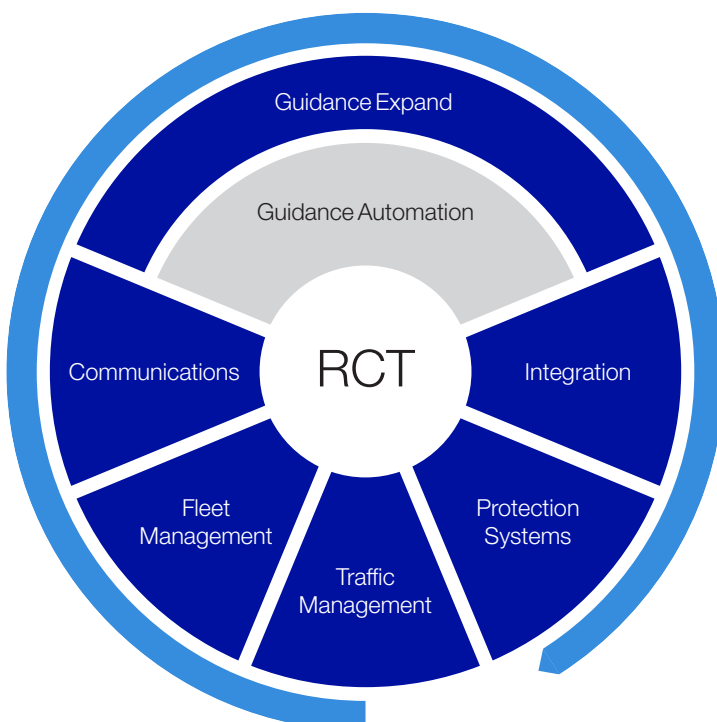 Guidance Expand
Guidance Automation
RCT
Communications
Integration
Fleet
Management
Protection
Systems
Traffic
Management